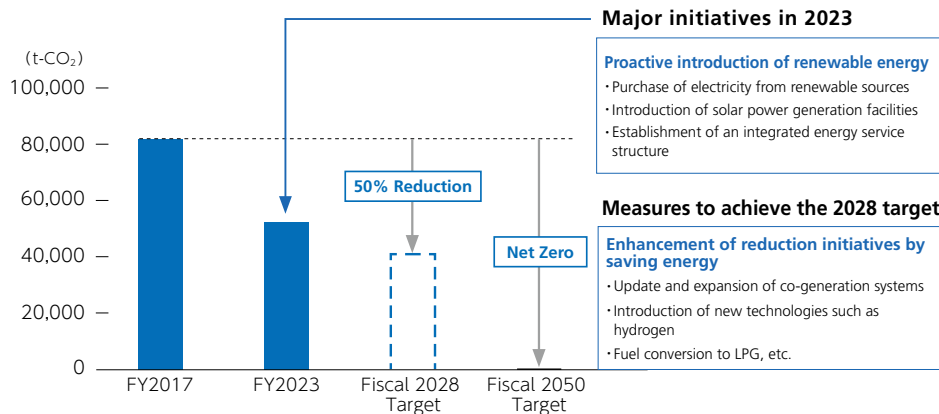 Major initiatives in 2023
(t-CO₂)
100,000
80,000
60,000
40,000
20,000
0
50% Reduction
Net Zero
FY2017
FY2023
Fiscal 2028
Target
Fiscal 2050
Target
Proactive introduction of renewable energy
・Purchase of electricity from renewable sources
・Introduction of solar power generation facilities
・Establishment of an integrated energy service
structure
Measures to achieve the 2028 target
Enhancement of reduction initiatives by
saving energy
・Update and expansion of co-generation systems
・Introduction of new technologies such as
hydrogen
・Fuel conversion to LPG, etc.